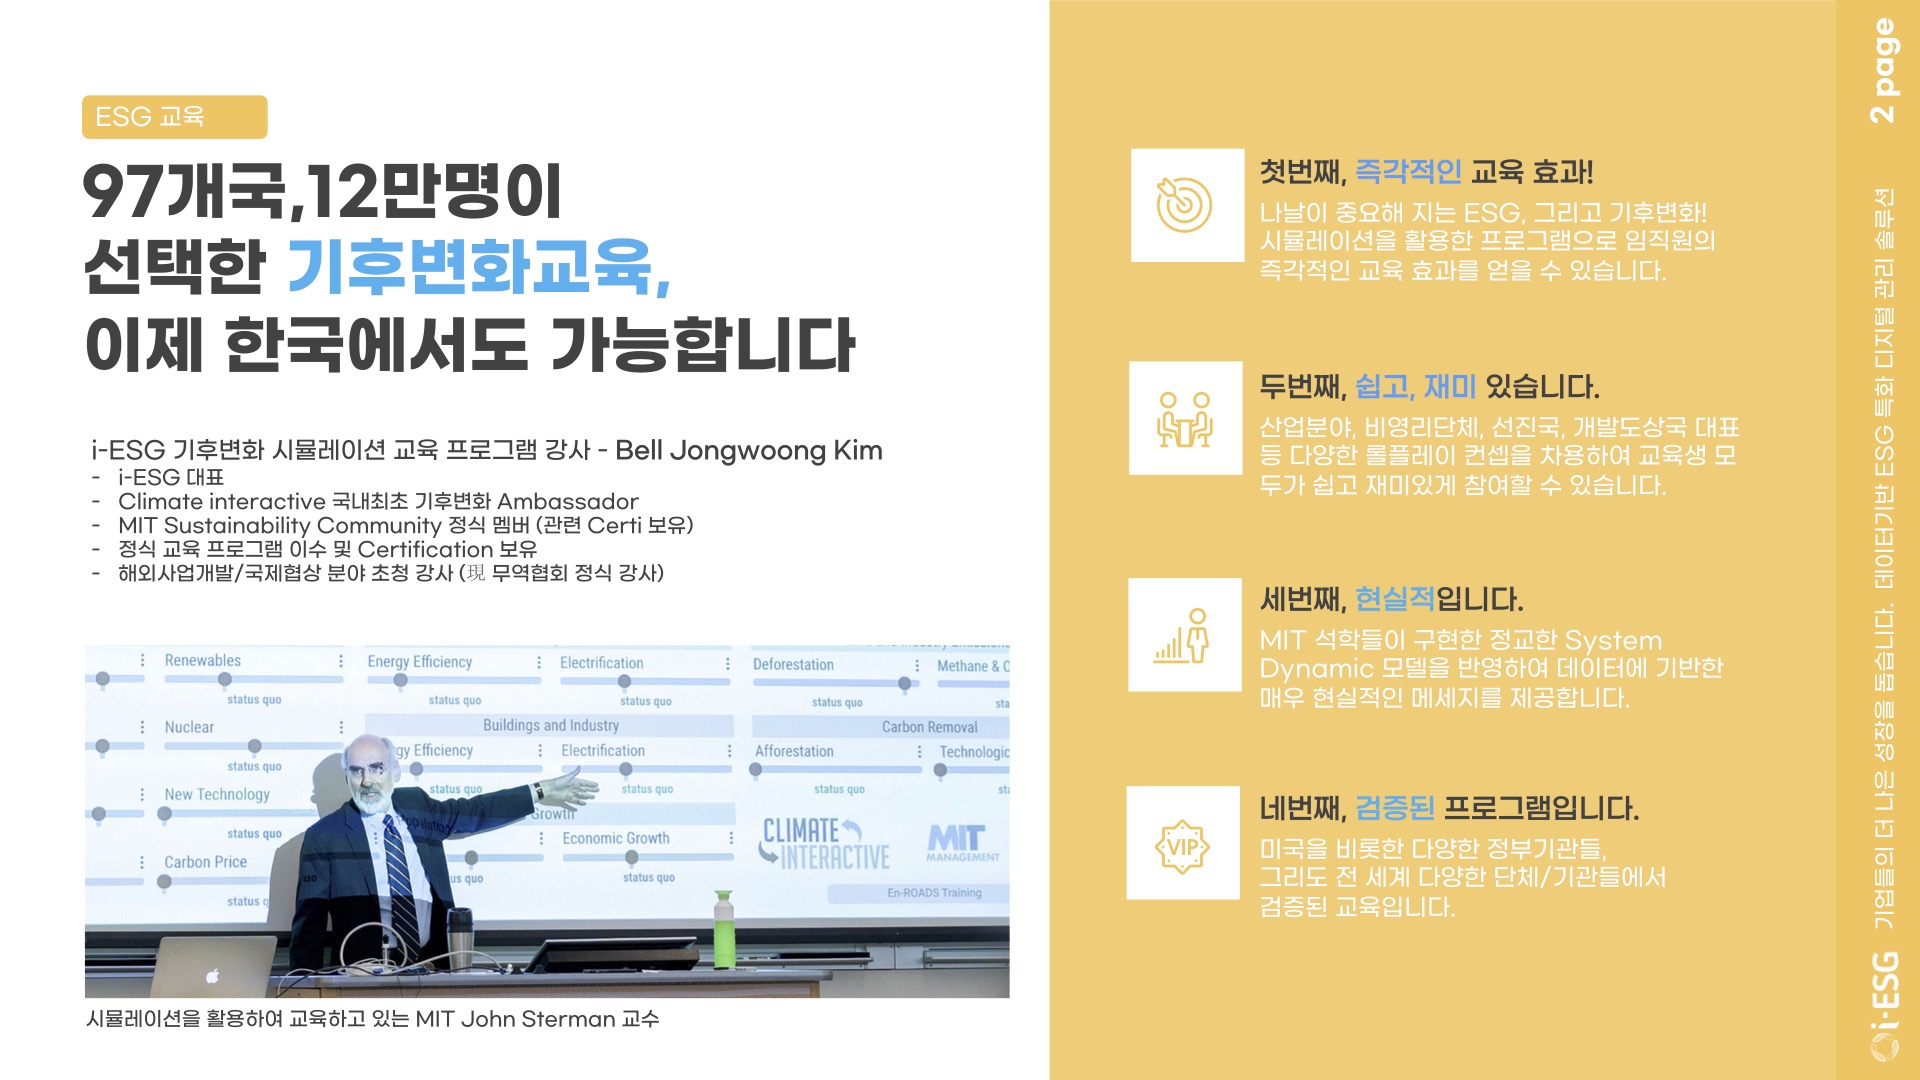 ESG 교육
97개국,12만명이
선택한 기후변화교육,
이제 한국에서도 가능합니다
i-ESG 기후변화 시뮬레이션 교육 프로그램 강사 - Bell Jongwoong Kim
- i-ESG 대표
- Climate interactive 국내최초 기후변화 Ambassador
- MIT Sustainability Community 정식 멤버 (관련 Certi 보유)
- 정식 교육 프로그램 이수 및 Certification 보유
- 해외사업개발/국제협상 분야 초청 강사 (現 무역협회 정식 강사)
Renewables
Energy Efficiency
Electrification
Deforestation
Methane & O
status quo
status quo
status quo
status quo
sta
Nuclear
Buildings and Industry
Carbon Removal
gy Efficiency
Electrification
Afforestation
Technologic
status quo
status quo
status quo
status quo
sta
New Technology
Growth
Population
status quo
Economic Growth
CLIMATE
INTERACTIVE
MIT
MANAGEMENT
Carbon Price
us quo
status quo
status q
En-ROADS Training
시뮬레이션을 활용하여 교육하고 있는 MIT John Sterman 교수
첫번째, 즉각적인 교육 효과!
나날이 중요해 지는 ESG, 그리고 기후변화!
시뮬레이션을 활용한 프로그램으로 임직원의
즉각적인 교육 효과를 얻을 수 있습니다.
두번째, 쉽고, 재미 있습니다.
산업분야, 비영리단체, 선진국, 개발도상국 대표
등 다양한 롤플레이 컨셉을 차용하여 교육생 모
두가 쉽고 재미있게 참여할 수 있습니다.
세번째, 현실적입니다.
MIT 석학들이 구현한 정교한 System
Dynamic 모델을 반영하여 데이터에 기반한
매우 현실적인 메세지를 제공합니다.
VIP
네번째, 검증된 프로그램입니다.
미국을 비롯한 다양한 정부기관들,
그리도 전 세계 다양한 단체/기관들에서
검증된 교육입니다.
i-ESG 기업들의 더 나은 성장을 돕습니다. 데이터기반 ESG 특화 디지털 관리 솔루션 2 page